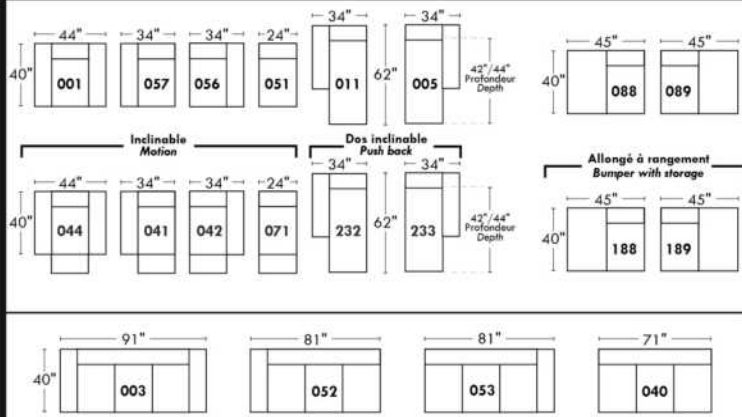 44" 34" 34" 24" 34" 34" 45" 45"
40" 001 057 056 051 011 62" 005 42"/44" Profondeur Depth 40" 088 089
Inclinable
Motion
Dos inclinable
Push back
Allongé à rangement
Bumper with storage
44" 34" 34" 24" 34" 34" 45" 45"
40" 044 041 042 071 232 62" 233 42"/44" Profondeur Depth 40" 188 189
91" 81" 81" 71"
40" 003 052 053 040